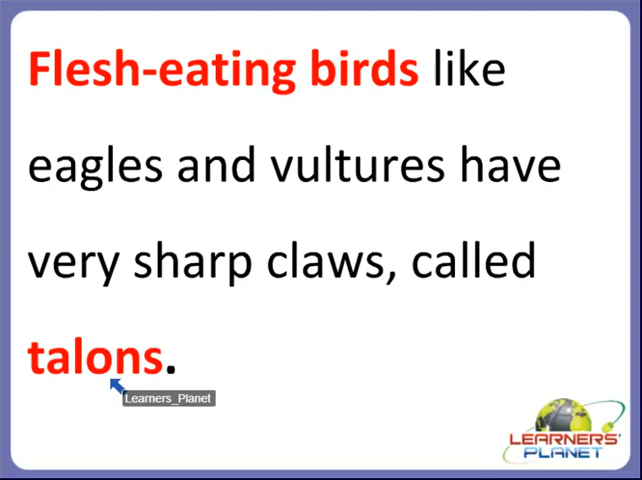 Flesh-eating birds like
eagles and vultures have
very sharp claws, called
talons.
Learners_Planet
LEARNERS'
PLANET